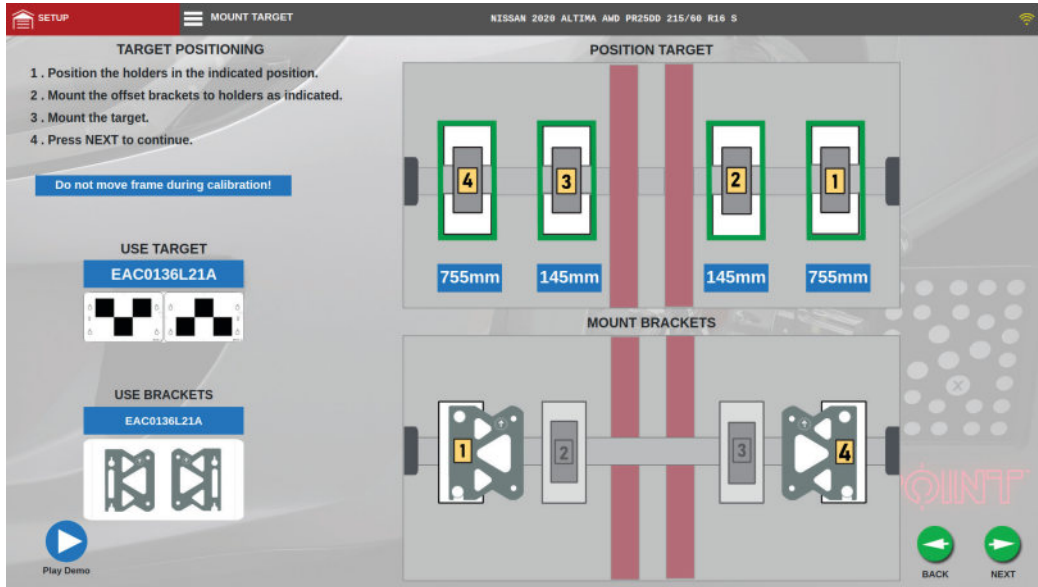 SETUP
MOUNT TARGET
NISSAN 2020 ALTIMA AWD PR25DD 215/60 R16 S
TARGET POSITIONING
1 . Position the holders in the indicated position.
2 . Mount the offset brackets to holders as indicated.
3 . Mount the target.
4 . Press NEXT to continue.
Do not move frame during calibration!
USE TARGET
EAC0136L21A
USE BRACKETS
EAC0136L21A
Play Demo
POSITION TARGET
4 3 2 1
755mm 145mm 145mm 755mm
MOUNT BRACKETS
1 2 3 4
BACK NEXT